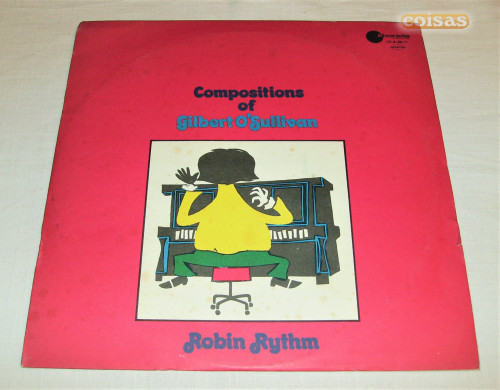 coisas
Compositions
of
Gilbert O'Sullivan
Robin Rythm